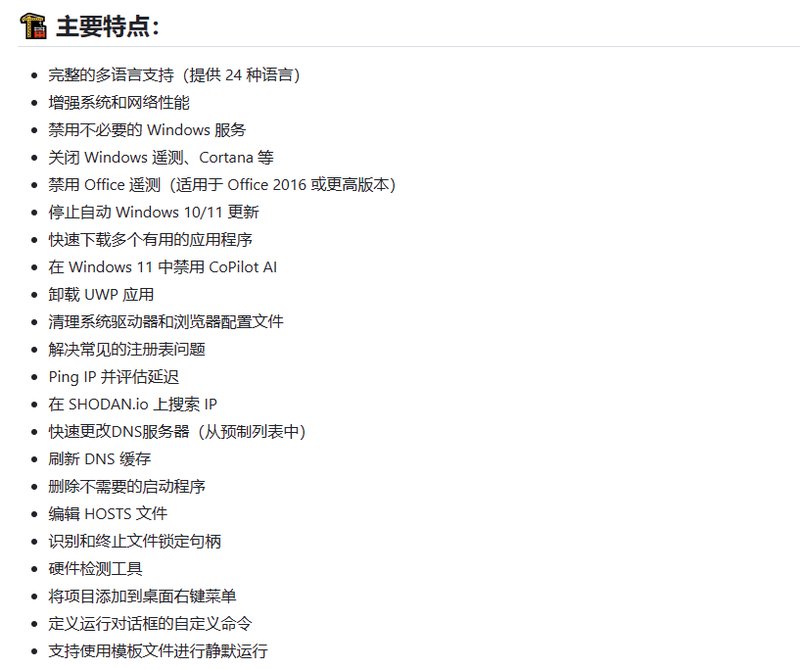 主要特点：
完整的多语言支持（提供 24 种语言）
增强系统和网络性能
禁用不必要的 Windows 服务
关闭 Windows 遥测、Cortana 等
禁用 Office 遥测（适用于 Office 2016 或更高版本）
停止自动 Windows 10/11 更新
快速下载多个有用的应用程序
在 Windows 11 中禁用 CoPilot AI
卸载 UWP 应用
清理系统驱动器和浏览器配置文件
解决常见的注册表问题
Ping IP 并评估延迟
在 SHODAN.io 上搜索 IP
快速更改DNS服务器（从预制列表中）
刷新 DNS 缓存
删除不需要的启动程序
编辑 HOSTS 文件
识别和终止文件锁定句柄
硬件检测工具
将项目添加到桌面右键菜单
定义运行对话框的自定义命令
支持使用模板文件进行静默运行